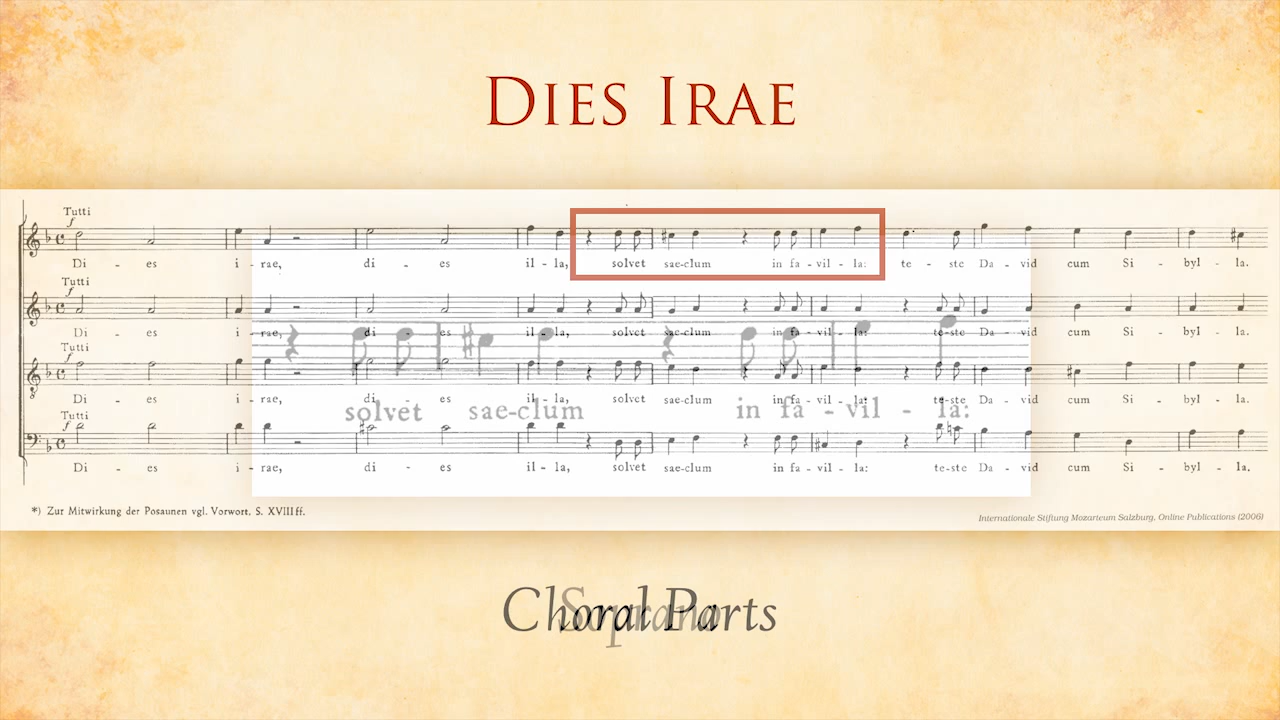 DIES IRAE
Tutti
f
Di - es i - rae, di - es il - la, solvet sae-clum in fa - vil - la: te - ste Da - vid cum Si - byl - la.
Tutti
Di - es i - rae, di - es il - la, solvet sae-clum in fa - vil - la: te-ste Da - vid cum Si - byl - la.
Tutti
solvet sae-clum in fa - vil - la:
Di - es i - rae, di - es il - la, solvet sae-clum in fa - vil - la: te-ste Da - vid cum Si - byl - la.
Tutti
f
Di - es i - rae, di - es il - la, solvet sae-clum in fa - vil - la: te-ste Da - vid cum Si - byl - la.
*) Zur Mitwirkung der Posaunen vgl. Vorwort, S. XVIII ff.
Internationale Stiftung Mozarteum Salzburg, Online Publications (2006)
Choral Parts
Soprano